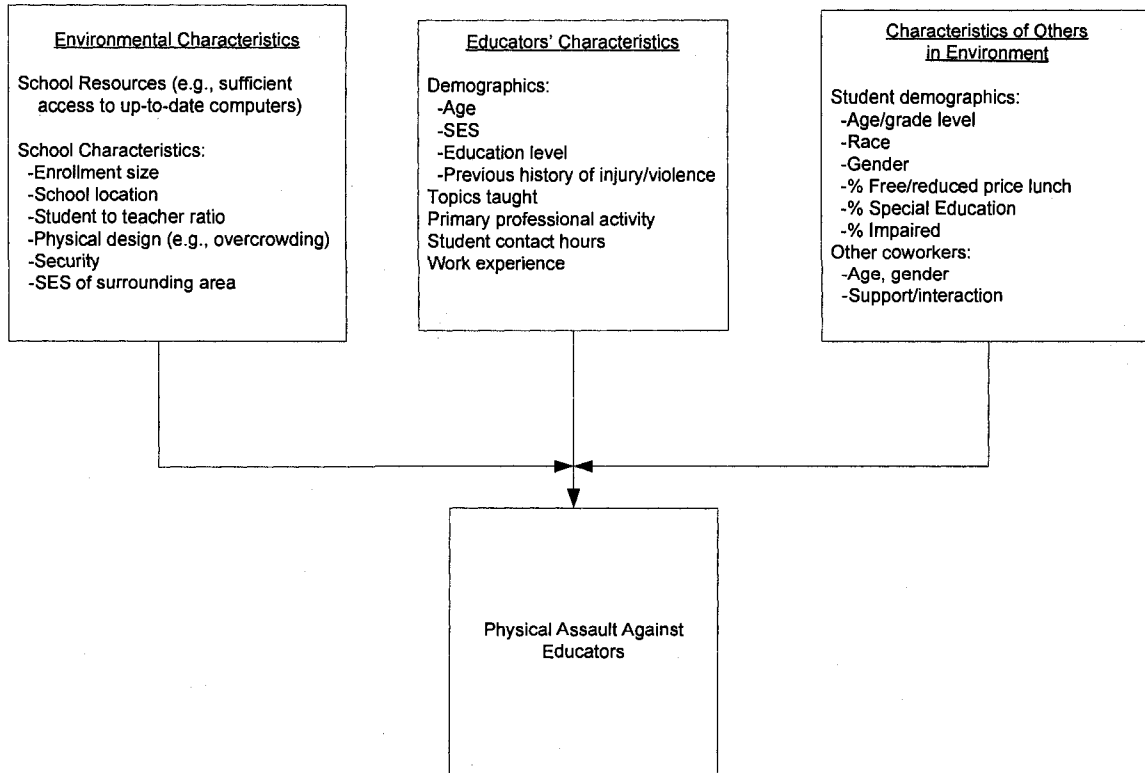 Environmental Characteristics
School Resources (e.g., sufficient
access to up-to-date computers)
School Characteristics:
-Enrollment size
-School location
-Student to teacher ratio
-Physical design (e.g., overcrowding)
-Security
-SES of surrounding area
Educators' Characteristics
Demographics:
-Age
-SES
-Education level
-Previous history of injury/violence
Topics taught
Primary professional activity
Student contact hours
Work experience
Characteristics of Others
in Environment
Student demographics:
-Age/grade level
-Race
-Gender
-% Free/reduced price lunch
-% Special Education
-% Impaired
Other coworkers:
-Age, gender
-Support/interaction
Physical Assault Against
Educators